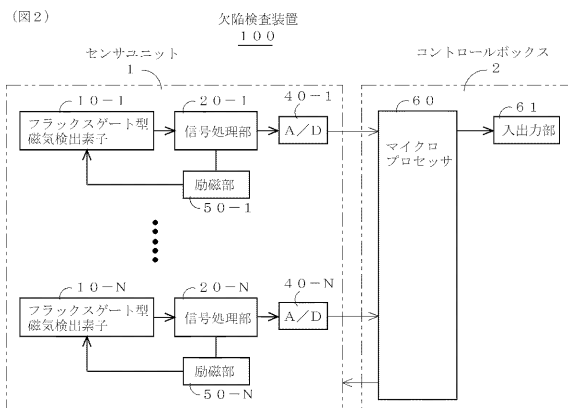 (図2)
欠陥検査装置
100
センサユニット
1
コントロールボックス
2
10-1
フラックスゲート型
磁気検出素子
20-1
信号処理部
40-1
A/D
励磁部
50-1
60
マイクロ
プロセッサ
61
入出力部
10-N
フラックスゲート型
磁気検出素子
20-N
信号処理部
40-N
A/D
励磁部
50-N